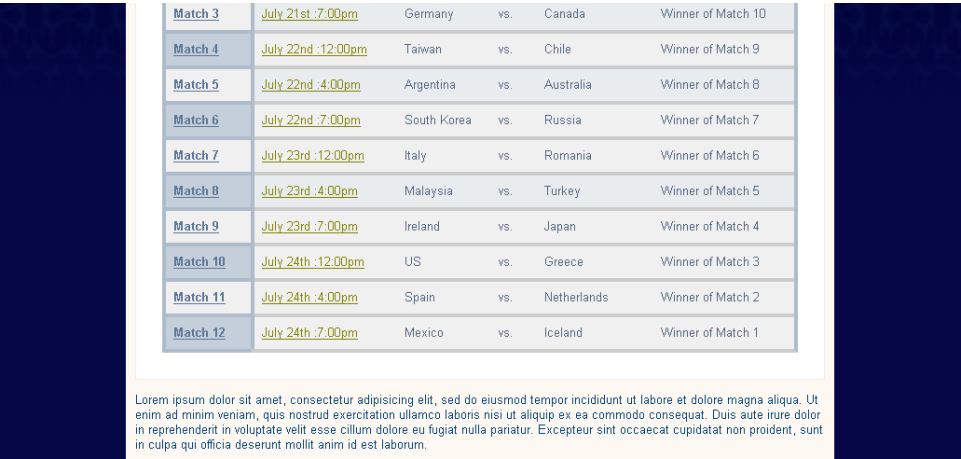 Match 3 July 21st :7:00pm Germany vs. Canada Winner of Match 10
Match 4 July 22nd :12:00pm Taiwan vs. Chile Winner of Match 9
Match 5 July 22nd :4:00pm Argentina vs. Australia Winner of Match 8
Match 6 July 22nd :7:00pm South Korea vs. Russia Winner of Match 7
Match 7 July 23rd :12:00pm Italy vs. Romania Winner of Match 6
Match 8 July 23rd :4:00pm Malaysia vs. Turkey Winner of Match 5
Match 9 July 23rd :7:00pm Ireland vs. Japan Winner of Match 4
Match 10 July 24th :12:00pm US vs. Greece Winner of Match 3
Match 11 July 24th :4:00pm Spain vs. Netherlands Winner of Match 2
Match 12 July 24th :7:00pm Mexico vs. Iceland Winner of Match 1
Lorem ipsum dolor sit amet, consectetur adipisicing elit, sed do eiusmod tempor incididunt ut labore et dolore magna aliqua. Ut
enim ad minim veniam, quis nostrud exercitation ullamco laboris nisi ut aliquip ex ea commodo consequat. Duis aute irure dolor
in reprehenderit in voluptate velit esse cillum dolore eu fugiat nulla pariatur. Excepteur sint occaecat cupidatat non proident, sunt
in culpa qui officia deserunt mollit anim id est laborum.